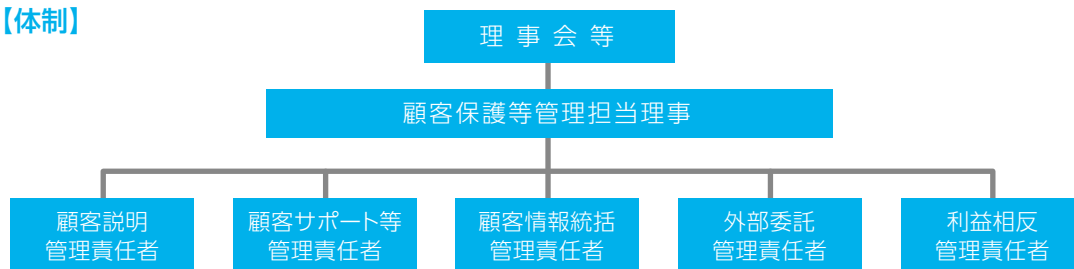 【体制】
理事会等
顧客保護等管理担当理事
顧客説明
管理責任者
顧客サポート等
管理責任者
顧客情報統括
管理責任者
外部委託
管理責任者
利益相反
管理責任者